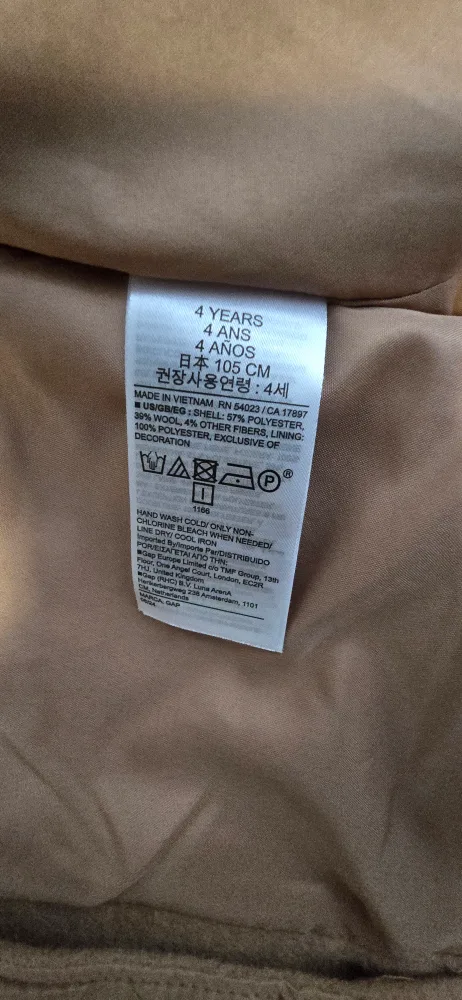 4 YEARS
4 ANS
4 AÑOS
日本 105 CM
권장사용연령 : 4세
MADE IN VIETNAM RN 54023 / CA 17897
■ US/GB/EG : SHELL: 57% POLYESTER,
39% WOOL, 4% OTHER FIBERS, LINING:
100% POLYESTER, EXCLUSIVE OF
DECORATION
P ®
1166
HAND WASH COLD/ ONLY NON-
CHLORINE BLEACH WHEN NEEDED/
LINE DRY/ COOL IRON
Imported By/Importe Par/DISTRIBUIDO
POR/ΕΙΣΑΓΕΤΑΙ ΑΠΟ ΤΗΝ:
■Gap Europe Limited c/o TMF Group, 13th
Floor, One Angel Court, London, EC2R
7HJ, United Kingdom
■Gap (RHC) B.V. Luna ArenA
Herikerbergweg 238 Amsterdam, 1101
CM, Netherlands
MARCA. GAP